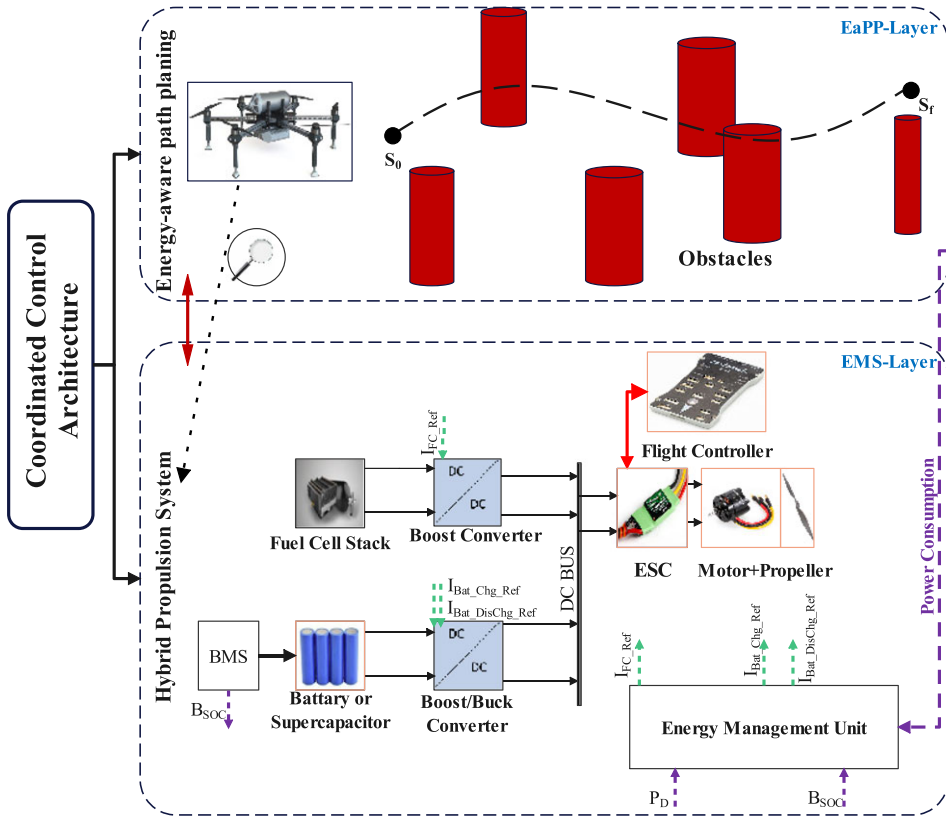 EaPP-Layer
Energy-aware path planing
S0
Sf
Obstacles
Coordinated Control
Architecture
EMS-Layer
Hybrid Propulsion System
Power Consumption
Flight Controller
IFC_Ref
DC
DC
Fuel Cell Stack
Boost Converter
DC BUS
ESC
Motor+Propeller
IBat_Chg_Ref
IBat_DisChg_Ref
BMS
DC
DC
BSOC
Battary or
Supercapacitor
Boost/Buck
Converter
IFC_Ref
IBat_Chg_Ref
IBat_DisChg_Ref
Energy Management Unit
PD
BSOC